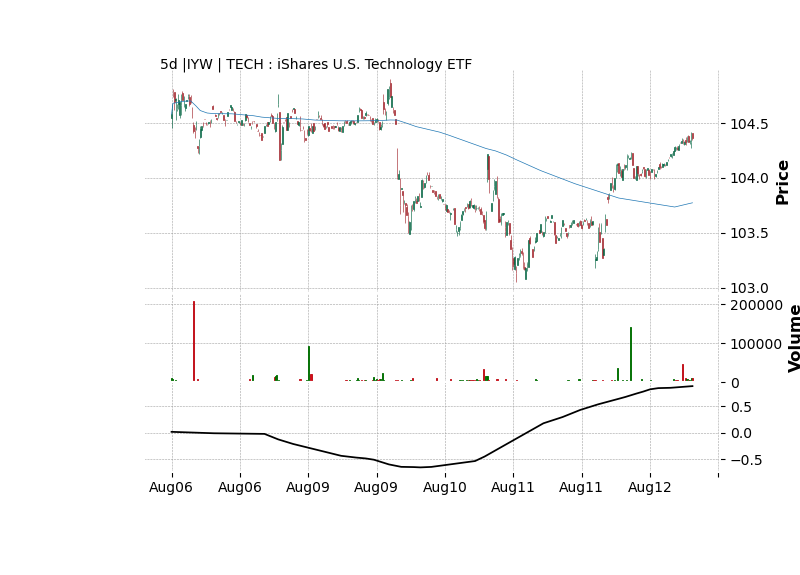 5d |IYW | TECH : iShares U.S. Technology ETF
104.5
104.0
103.5
103.0
Price
200000
100000
0
Volume
0.5
0.0
−0.5
Aug06 Aug06 Aug09 Aug09 Aug10 Aug11 Aug11 Aug12